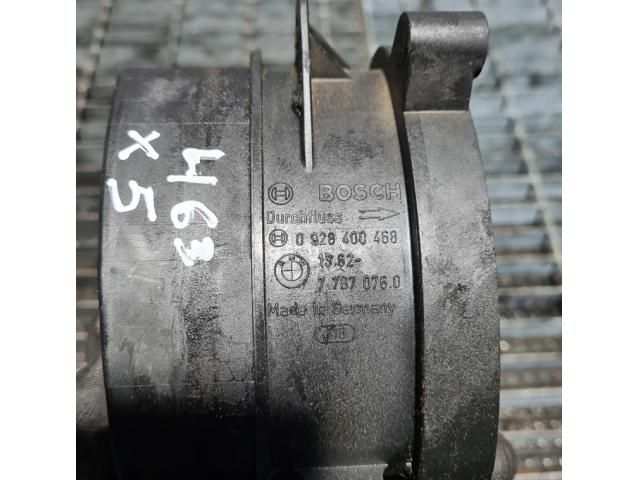 463
X5
BOSCH
Durchfluss
0 928 400 468
13.62-
7.787 076.0
Made in Germany